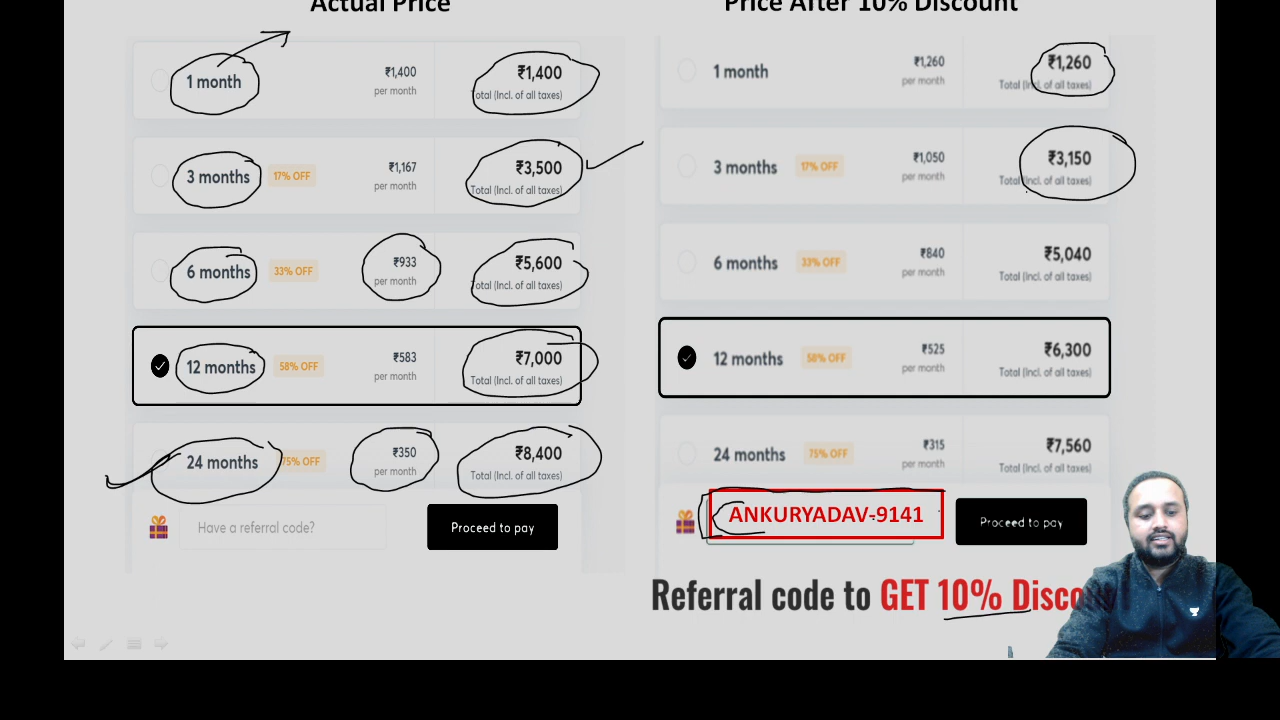 Actual Price
1 month
₹1,400
per month
₹1,400
Total (Incl. of all taxes)
3 months
17% OFF
₹1,167
per month
₹3,500
Total (Incl. of all taxes)
6 months
33% OFF
₹933
per month
₹5,600
Total (Incl. of all taxes)
12 months
58% OFF
₹583
per month
₹7,000
Total (Incl. of all taxes)
24 months
75% OFF
₹350
per month
₹8,400
Total (Incl. of all taxes)
Have a referral code?
Proceed to pay
Price After 10% Discount
1 month
₹1,260
per month
₹1,260
Total (Incl. of all taxes)
3 months
17% OFF
₹1,050
per month
₹3,150
Total (Incl. of all taxes)
6 months
33% OFF
₹840
per month
₹5,040
Total (Incl. of all taxes)
12 months
58% OFF
₹525
per month
₹6,300
Total (Incl. of all taxes)
24 months
75% OFF
₹315
per month
₹7,560
Total (Incl. of all taxes)
ANKURYADAV-9141
Proceed to pay
Referral code to GET 10% Discount